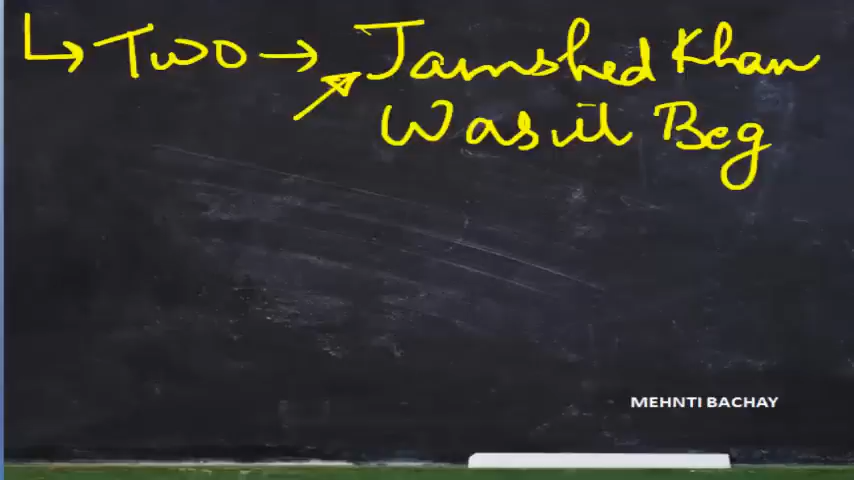 ↳ Two → Jamshed Khan
Wasil Beg
MEHNTI BACHAY